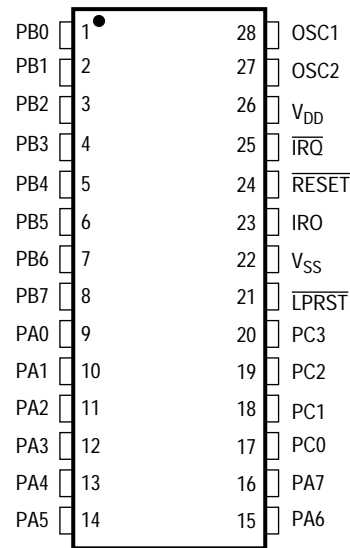 PB0 1 28 OSC1
PB1 2 27 OSC2
PB2 3 26 VDD
PB3 4 25 IRQ
PB4 5 24 RESET
PB5 6 23 IRO
PB6 7 22 VSS
PB7 8 21 LPRST
PA0 9 20 PC3
PA1 10 19 PC2
PA2 11 18 PC1
PA3 12 17 PC0
PA4 13 16 PA7
PA5 14 15 PA6